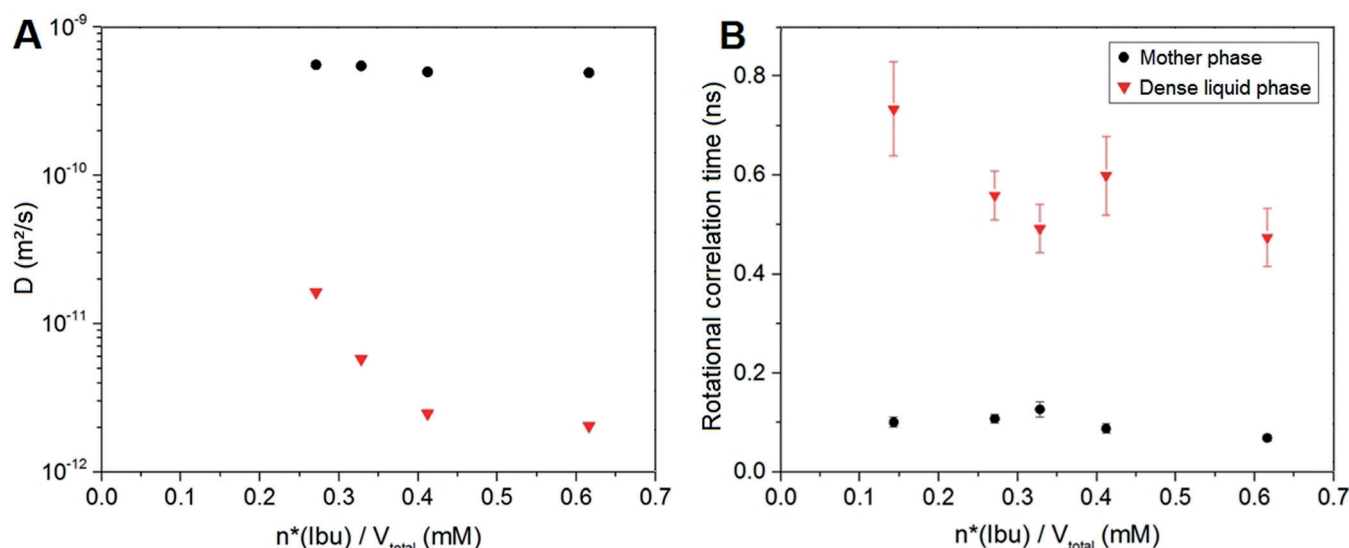 A
10⁻⁹
10⁻¹⁰
10⁻¹¹
10⁻¹²
D (m²/s)
0.0 0.1 0.2 0.3 0.4 0.5 0.6 0.7
n*(Ibu) / Vtotal (mM)
B
Mother phase
Dense liquid phase
0.8
0.6
0.4
0.2
0.0
Rotational correlation time (ns)
0.0 0.1 0.2 0.3 0.4 0.5 0.6 0.7
n*(Ibu) / Vtotal (mM)